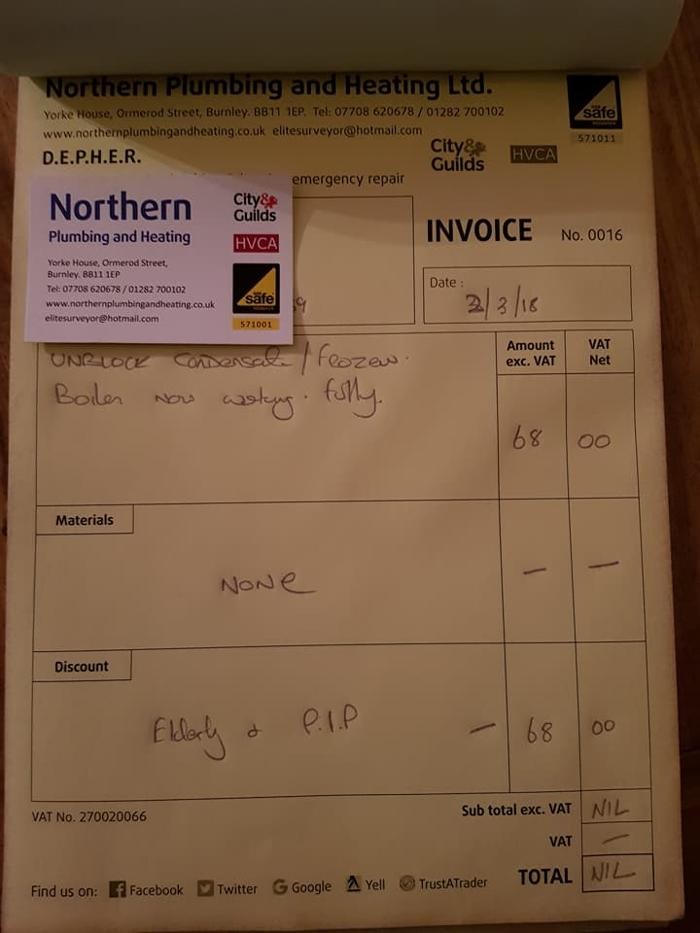 Northern Plumbing and Heating Ltd.
Yorke House, Ormerod Street, Burnley. BB11 1EP. Tel: 07708 620678 / 01282 700102
www.northernplumbingandheating.co.uk elitesurveyor@hotmail.com
safe
571011
D.E.P.H.E.R.
City&
Guilds
HVCA
emergency repair
Northern
Plumbing and Heating
Yorke House, Ormerod Street,
Burnley. BB11 1EP
Tel: 07708 620678 / 01282 700102
www.northernplumbingandheating.co.uk
elitesurveyor@hotmail.com
City&
Guilds
HVCA
safe
571001
INVOICE No. 0016
Date : 2/3/18
Amount exc. VAT
VAT Net
UNBLOCK Condensate / Frozen.
Boiler Now working. fully.
68 00
Materials
NONE — —
Discount
Elderly & P.I.P — 68 00
VAT No. 270020066
Sub total exc. VAT NIL
VAT —
TOTAL NIL
Find us on: Facebook Twitter Google Yell TrustATrader